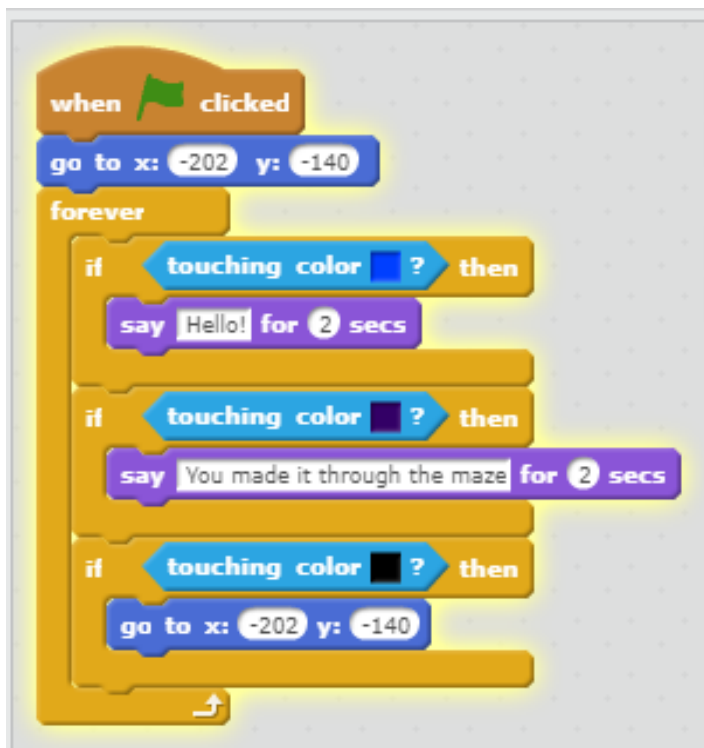 when clicked
go to x: -202 y: -140
forever
if touching color ? then
say Hello! for 2 secs
if touching color ? then
say You made it through the maze for 2 secs
if touching color ? then
go to x: -202 y: -140